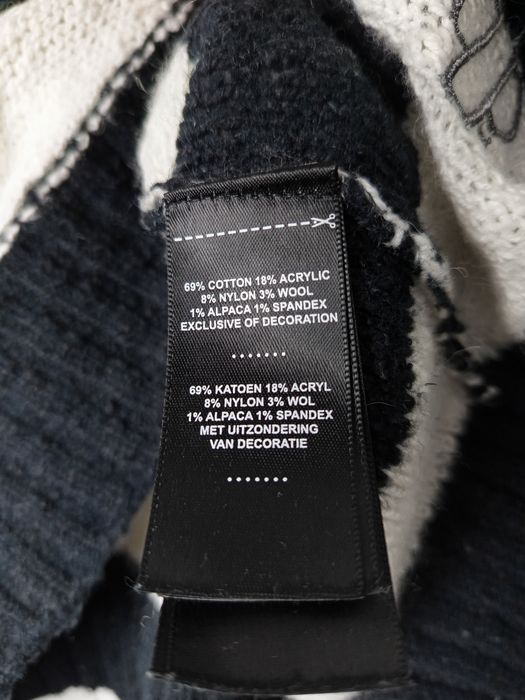 69% COTTON 18% ACRYLIC
8% NYLON 3% WOOL
1% ALPACA 1% SPANDEX
EXCLUSIVE OF DECORATION
.......
69% KATOEN 18% ACRYL
8% NYLON 3% WOL
1% ALPACA 1% SPANDEX
MET UITZONDERING
VAN DECORATIE
.......